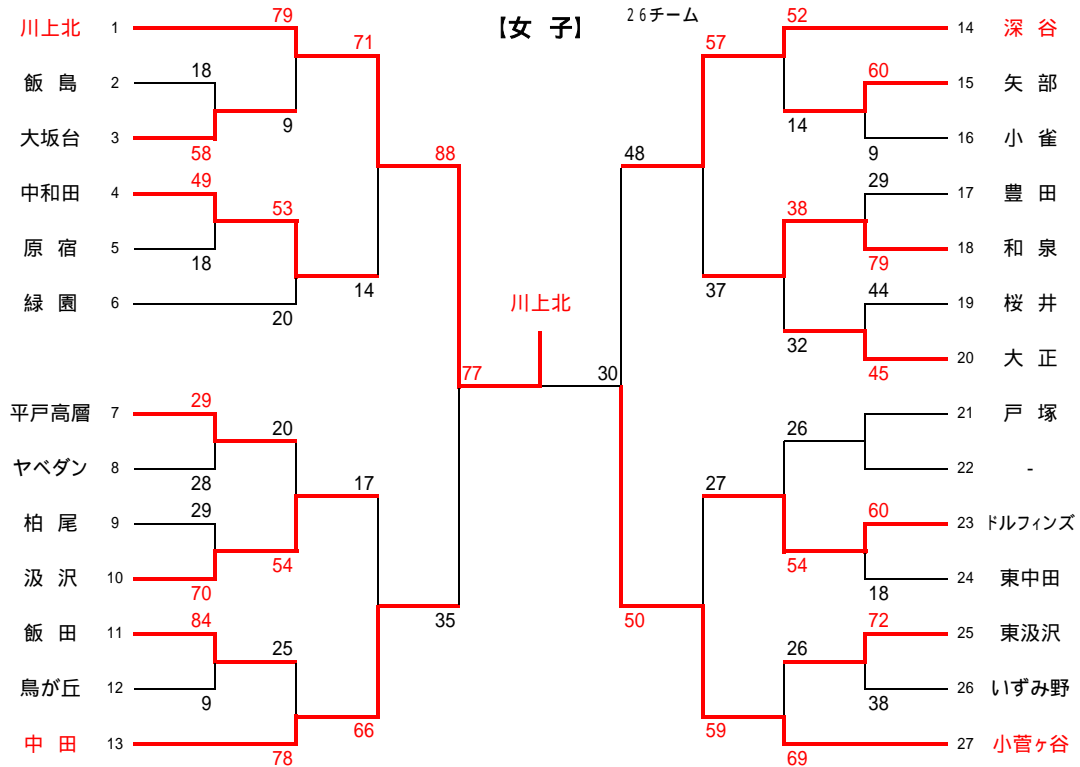 【女 子】 26チーム
川上北 1 79
71
飯 島 2 18
9
大坂台 3 58
88
中和田 4 49
53
原 宿 5 18
14
緑 園 6 20
平戸高層 7 29
20
ヤベダン 8 28
17
柏 尾 9 29
54
汲 沢 10 70
35
飯 田 11 84
25
鳥が丘 12 9
66
中 田 13 78
川上北
77 30
52 14 深 谷
57
60 15 矢 部
14
9 16 小 雀
48
29 17 豊 田
38
79 18 和 泉
37
44 19 桜 井
32
45 20 大 正
21 戸 塚
26
22 -
27
60 23 ドルフィンズ
54
18 24 東中田
50
72 25 東汲沢
26
38 26 いずみ野
59
69 27 小菅ヶ谷